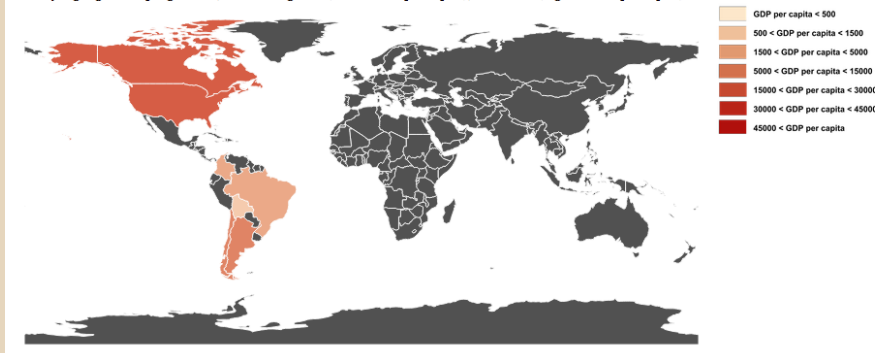 GDP per capita < 500
500 < GDP per capita < 1500
1500 < GDP per capita < 5000
5000 < GDP per capita < 15000
15000 < GDP per capita < 30000
30000 < GDP per capita < 45000
45000 < GDP per capita